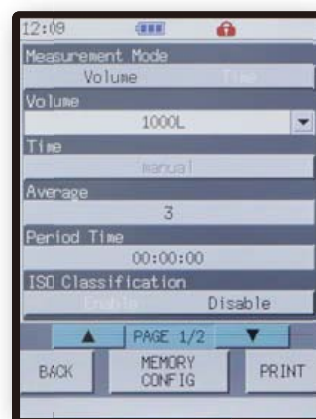 12:09
Measurement Mode
Volume Time
Volume
1000L
Time
manual
Average
3
Period Time
00:00:00
ISO Classification
Enable Disable
PAGE 1/2
BACK MEMORY CONFIG PRINT